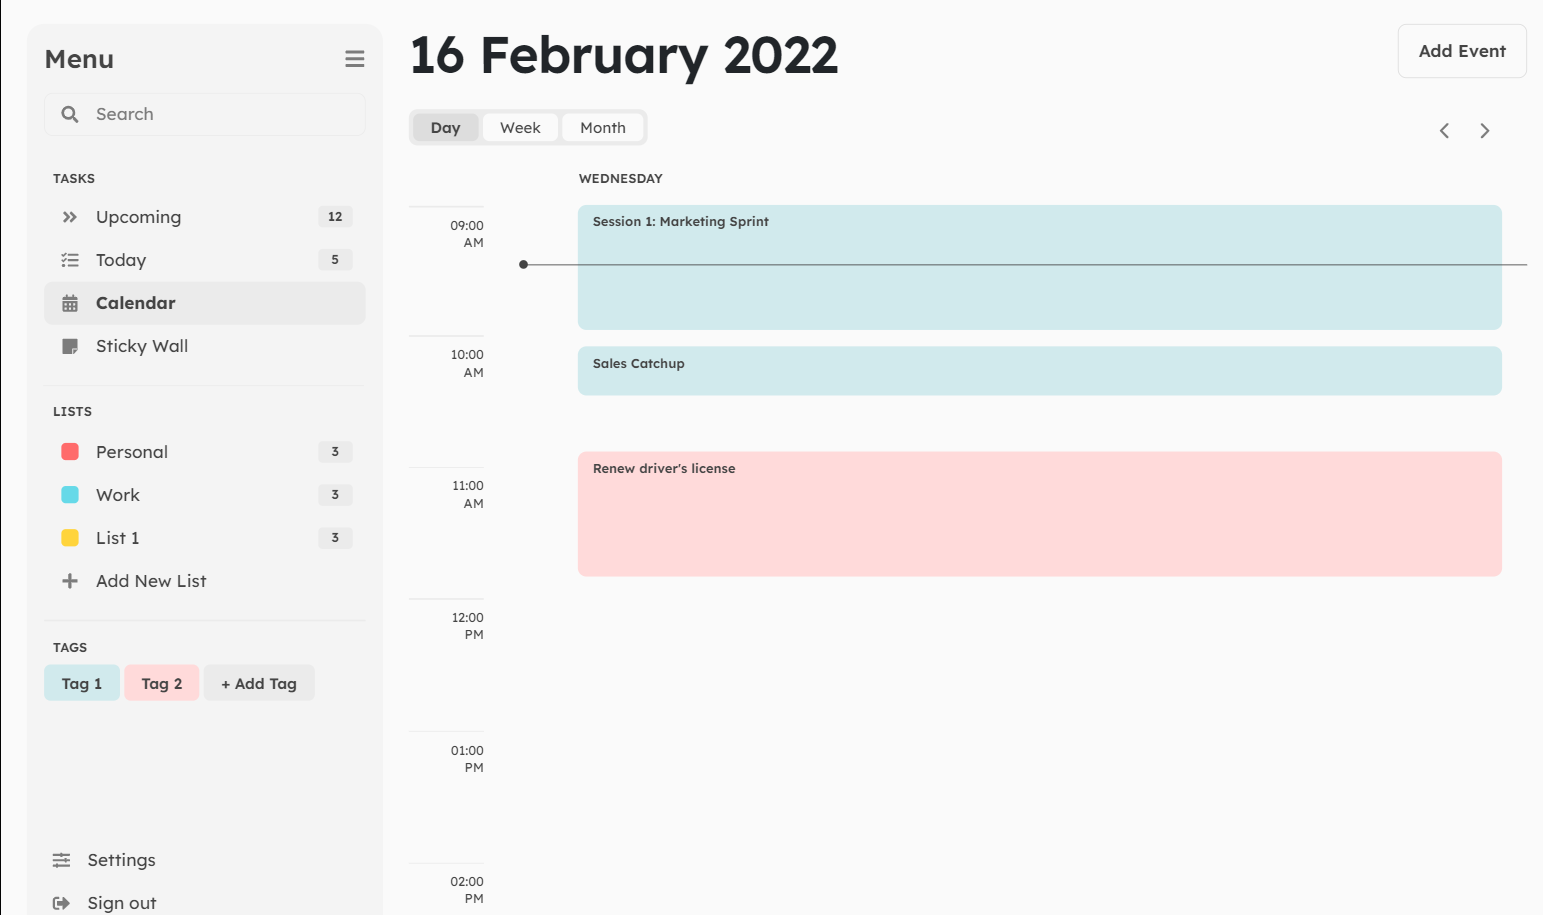 Menu
Search
TASKS
Upcoming 12
Today 5
Calendar
Sticky Wall
LISTS
Personal 3
Work 3
List 1 3
+ Add New List
TAGS
Tag 1 Tag 2 + Add Tag
Settings
Sign out
16 February 2022
Add Event
Day Week Month
WEDNESDAY
09:00
AM
Session 1: Marketing Sprint
10:00
AM
Sales Catchup
11:00
AM
Renew driver's license
12:00
PM
01:00
PM
02:00
PM